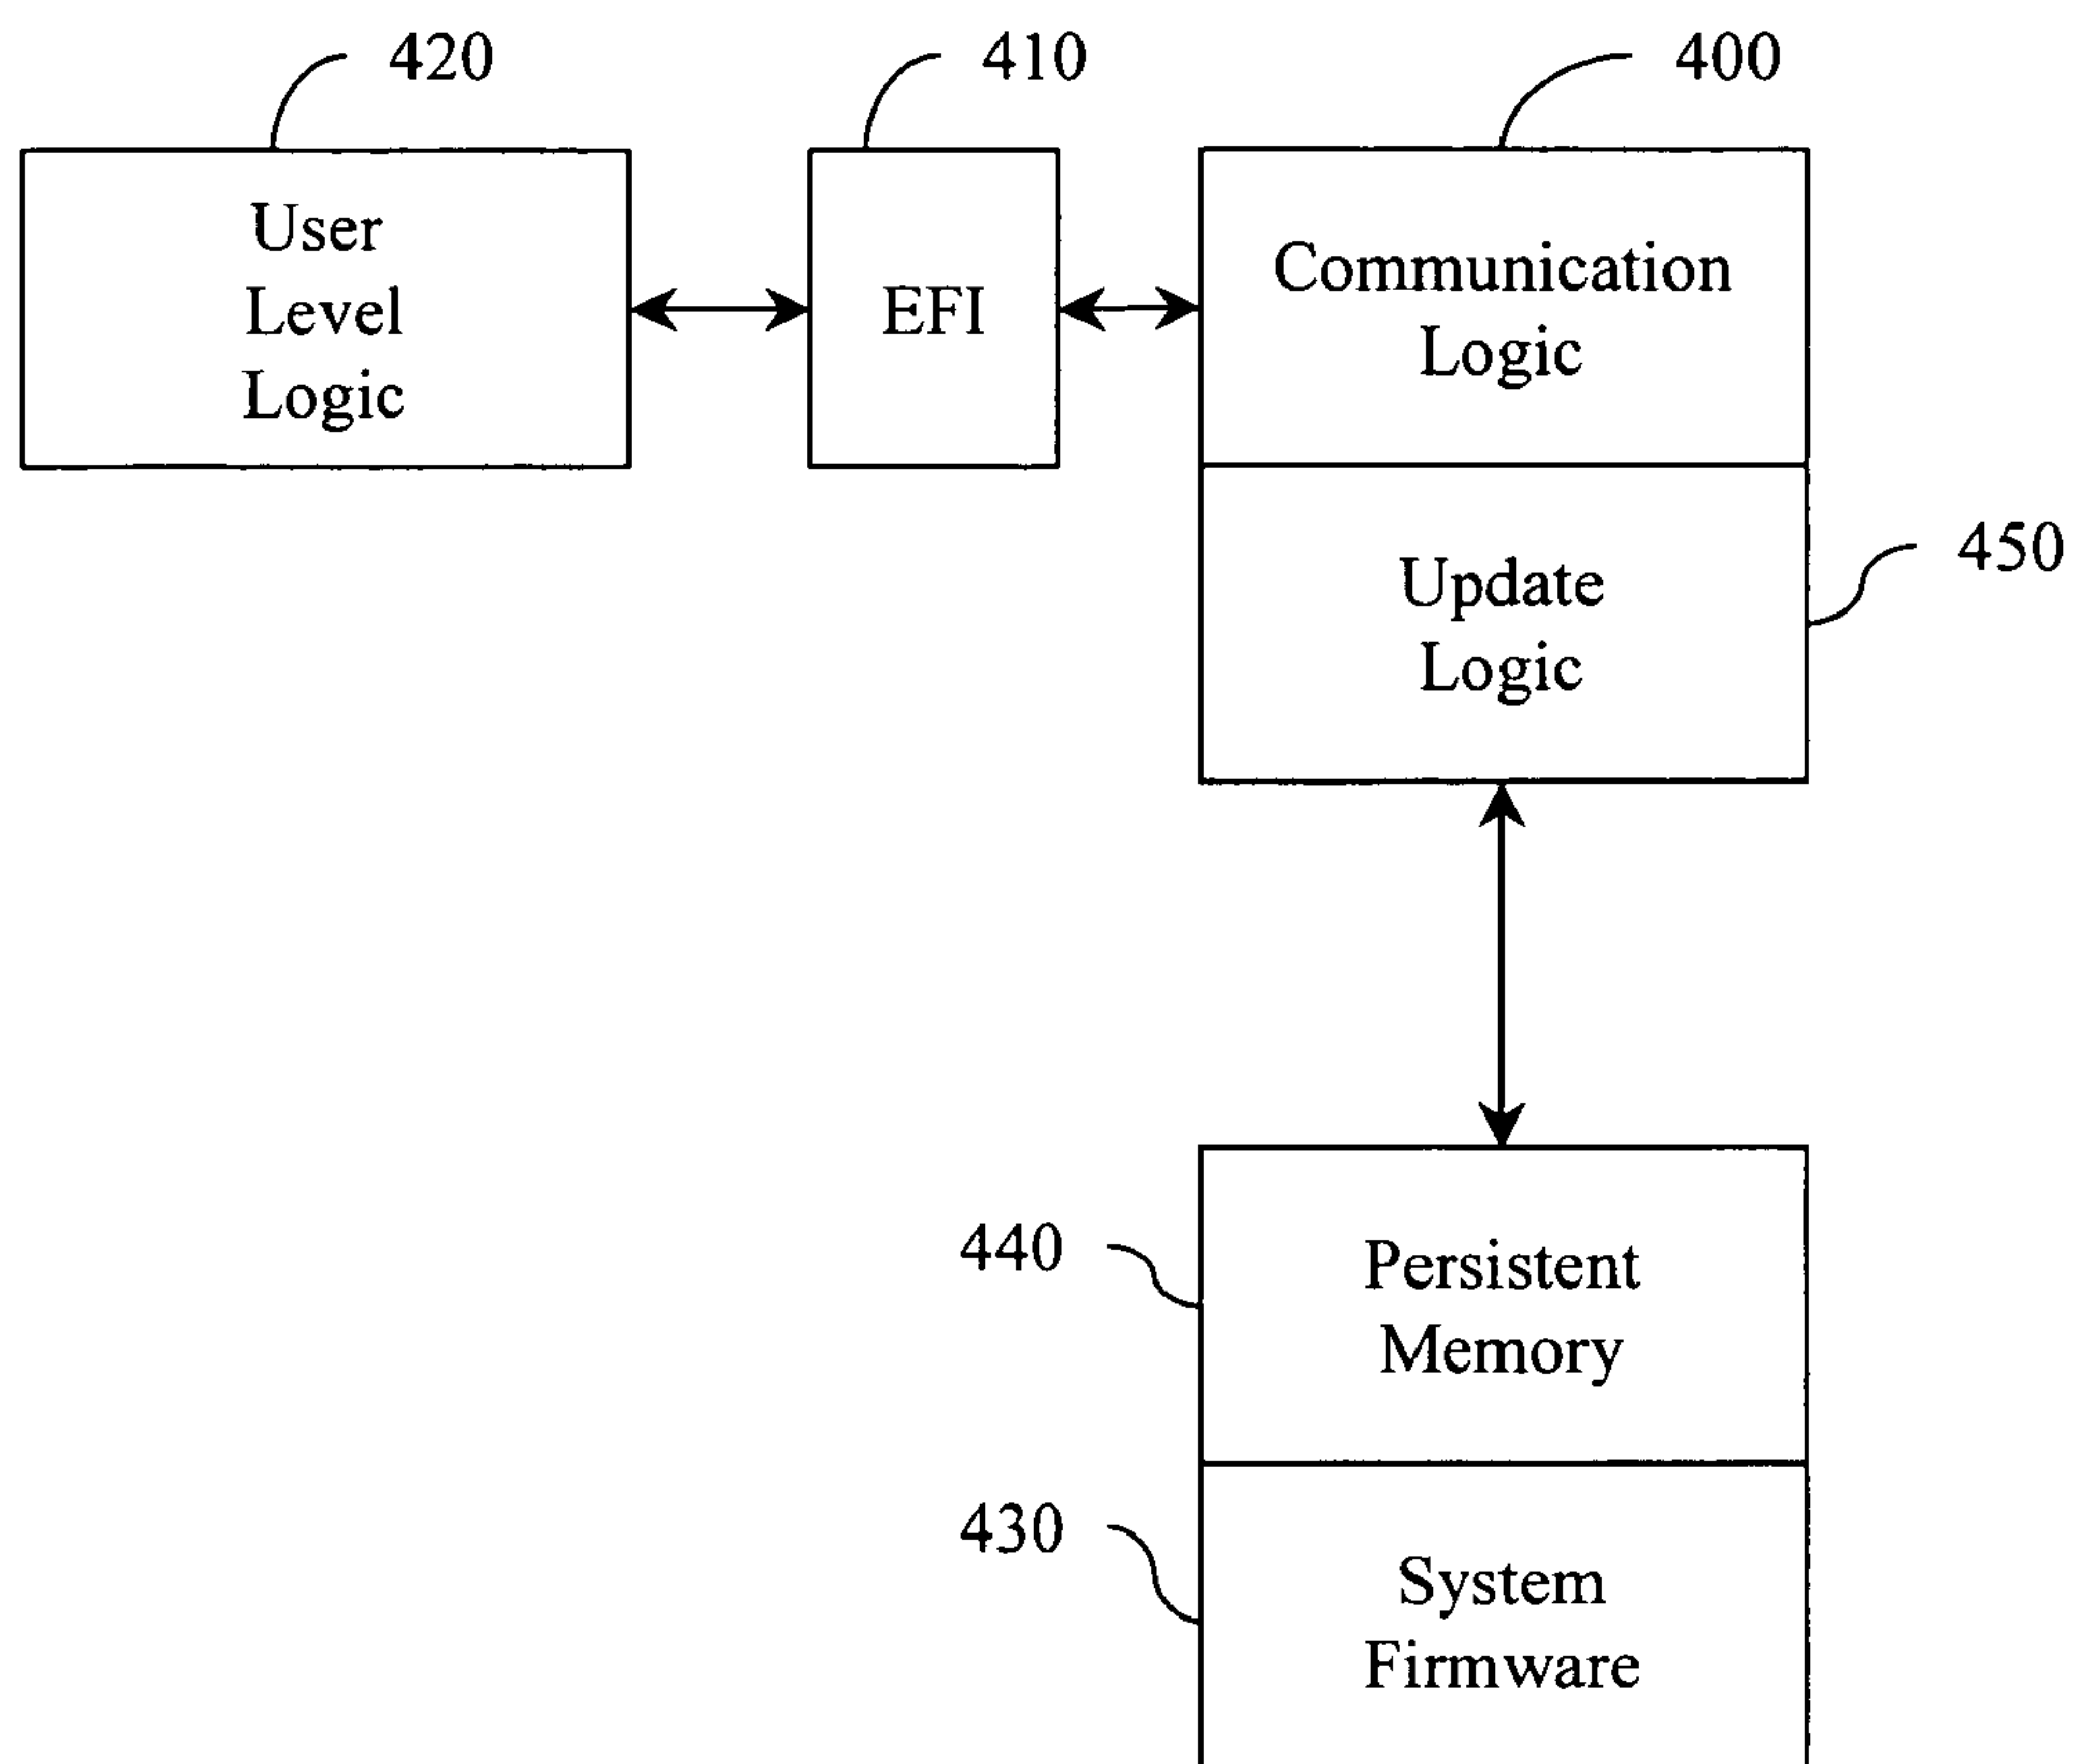 420
410
400
User
Level
Logic
EFI
Communication
Logic
Update
Logic
450
Persistent
Memory
440
System
Firmware
430